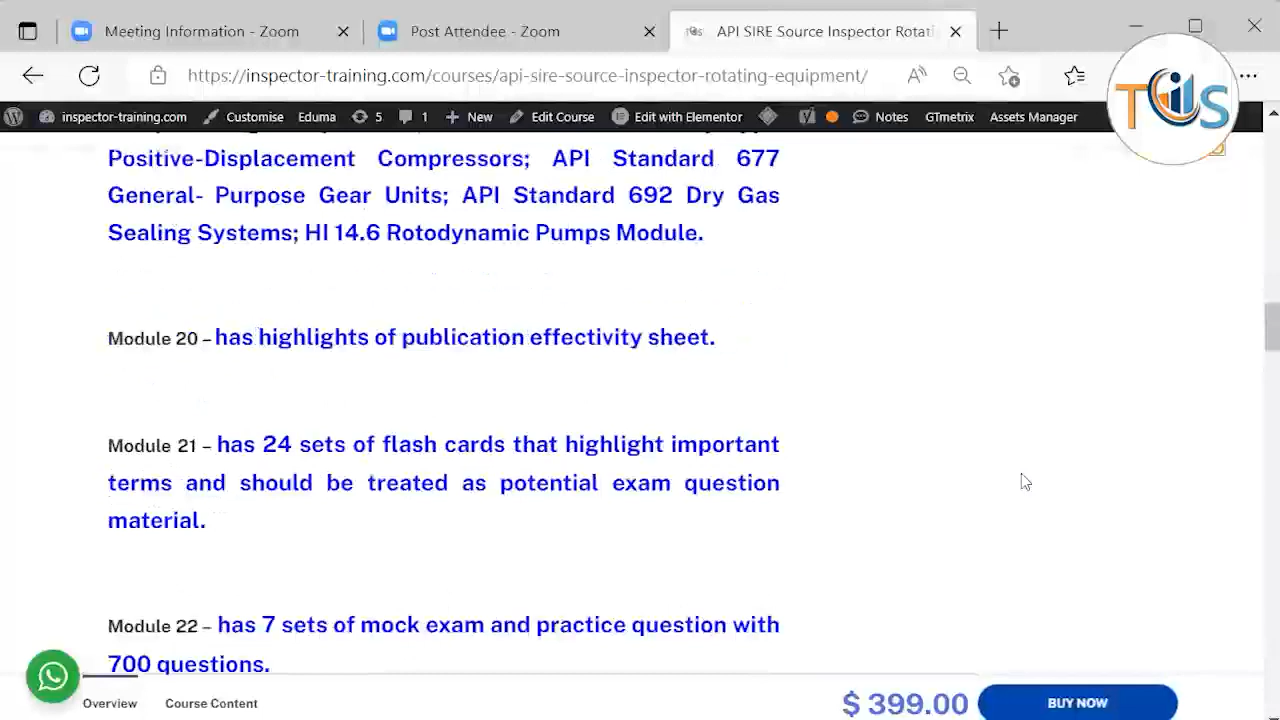 Meeting Information - Zoom
Post Attendee - Zoom
TCIS API SIRE Source Inspector Rotati
https://inspector-training.com/courses/api-sire-source-inspector-rotating-equipment/
TCIS
inspector-training.com Customise Eduma 5 1 New Edit Course Edit with Elementor Notes GTmetrix Assets Manager
Positive-Displacement Compressors; API Standard 677
General- Purpose Gear Units; API Standard 692 Dry Gas
Sealing Systems; HI 14.6 Rotodynamic Pumps Module.
Module 20 – has highlights of publication effectivity sheet.
Module 21 – has 24 sets of flash cards that highlight important
terms and should be treated as potential exam question
material.
Module 22 – has 7 sets of mock exam and practice question with
700 questions.
Overview Course Content $ 399.00 BUY NOW